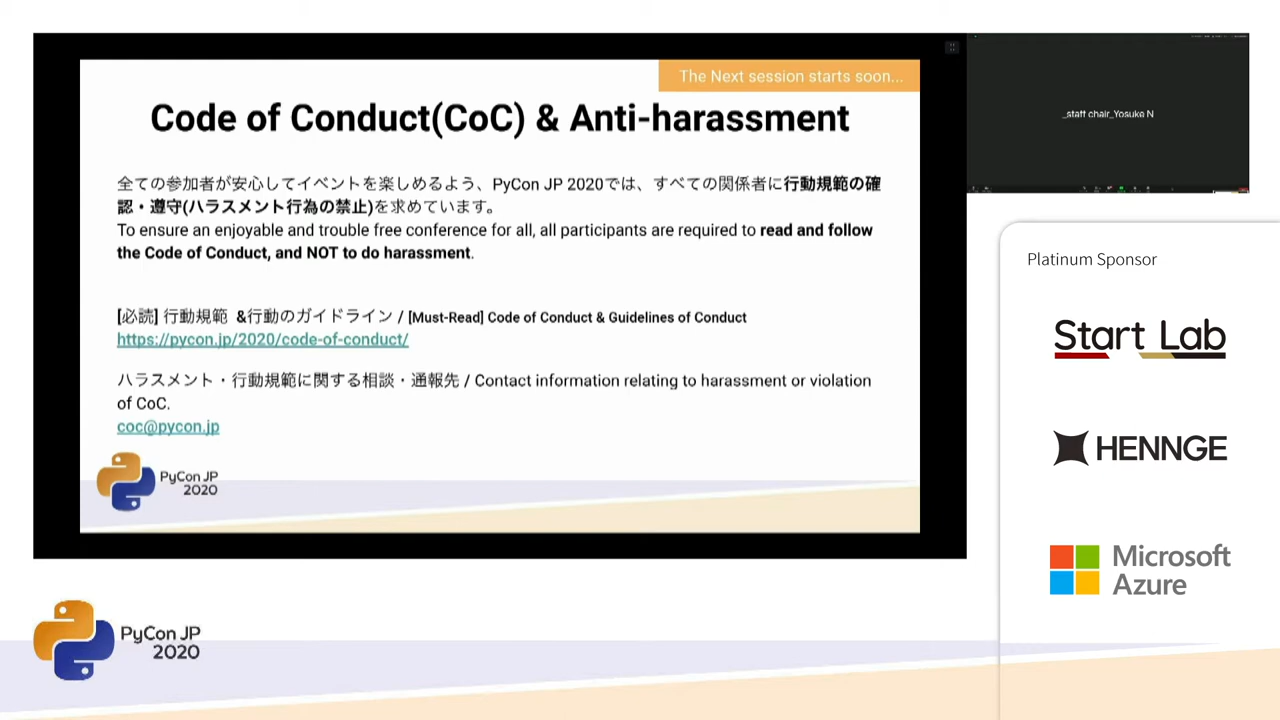 The Next session starts soon...
Code of Conduct(CoC) & Anti-harassment
全ての参加者が安心してイベントを楽しめるよう、PyCon JP 2020では、すべての関係者に行動規範の確
認・遵守(ハラスメント行為の禁止)を求めています。
To ensure an enjoyable and trouble free conference for all, all participants are required to read and follow
the Code of Conduct, and NOT to do harassment.
[必読] 行動規範 &行動のガイドライン / [Must-Read] Code of Conduct & Guidelines of Conduct
https://pycon.jp/2020/code-of-conduct/
ハラスメント・行動規範に関する相談・通報先 / Contact information relating to harassment or violation
of CoC.
coc@pycon.jp
PyCon JP
2020
_staff chair_Yosuke N
Platinum Sponsor
Start Lab
HENNGE
Microsoft
Azure
PyCon JP
2020